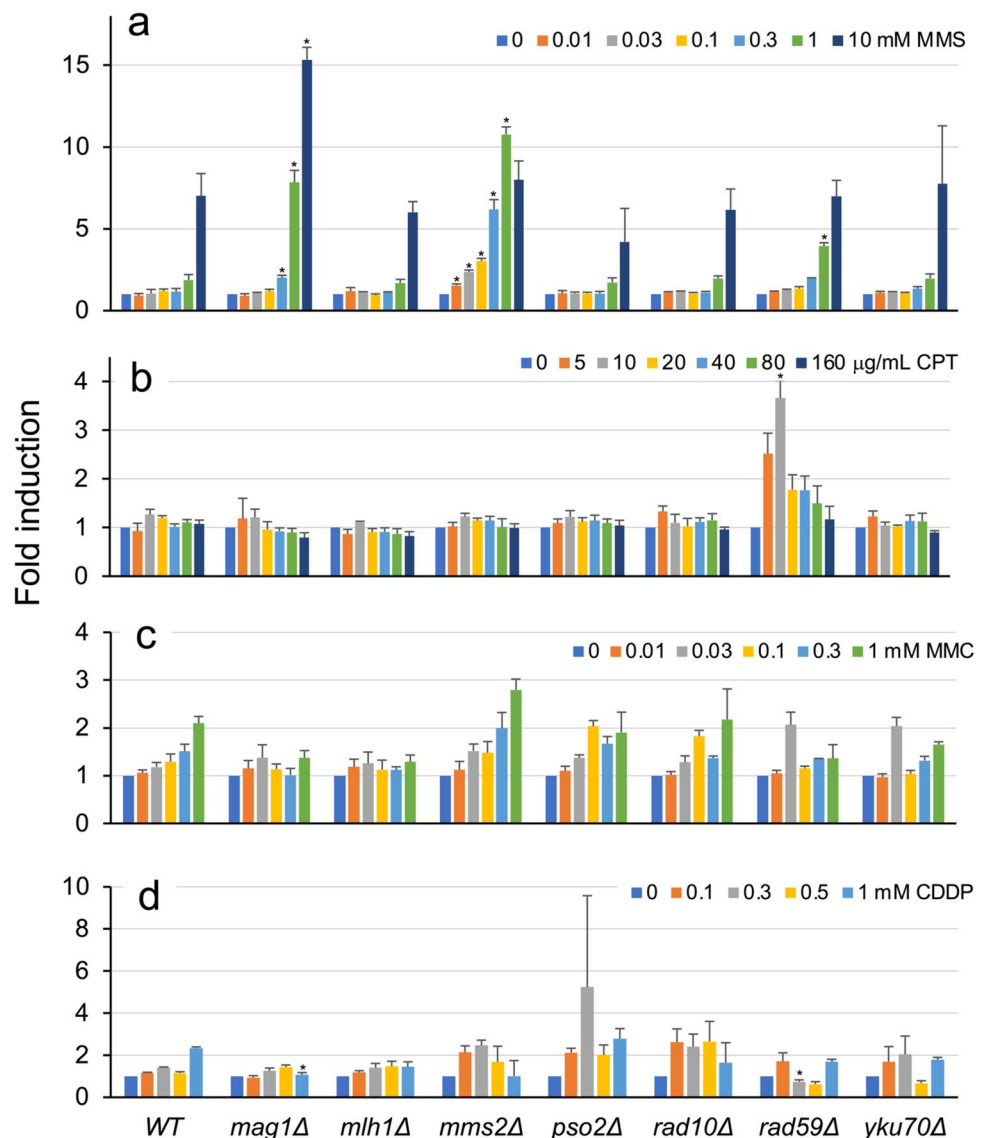 a
0 0.01 0.03 0.1 0.3 1 10 mM MMS
15
10
5
0
* * * * * * * * *
b
0 5 10 20 40 80 160 μg/mL CPT
4
3
2
1
0
*
Fold induction
c
0 0.01 0.03 0.1 0.3 1 mM MMC
4
3
2
1
0
d
0 0.1 0.3 0.5 1 mM CDDP
10
8
6
4
2
0
* *
WT mag1Δ mlh1Δ mms2Δ pso2Δ rad10Δ rad59Δ yku70Δ